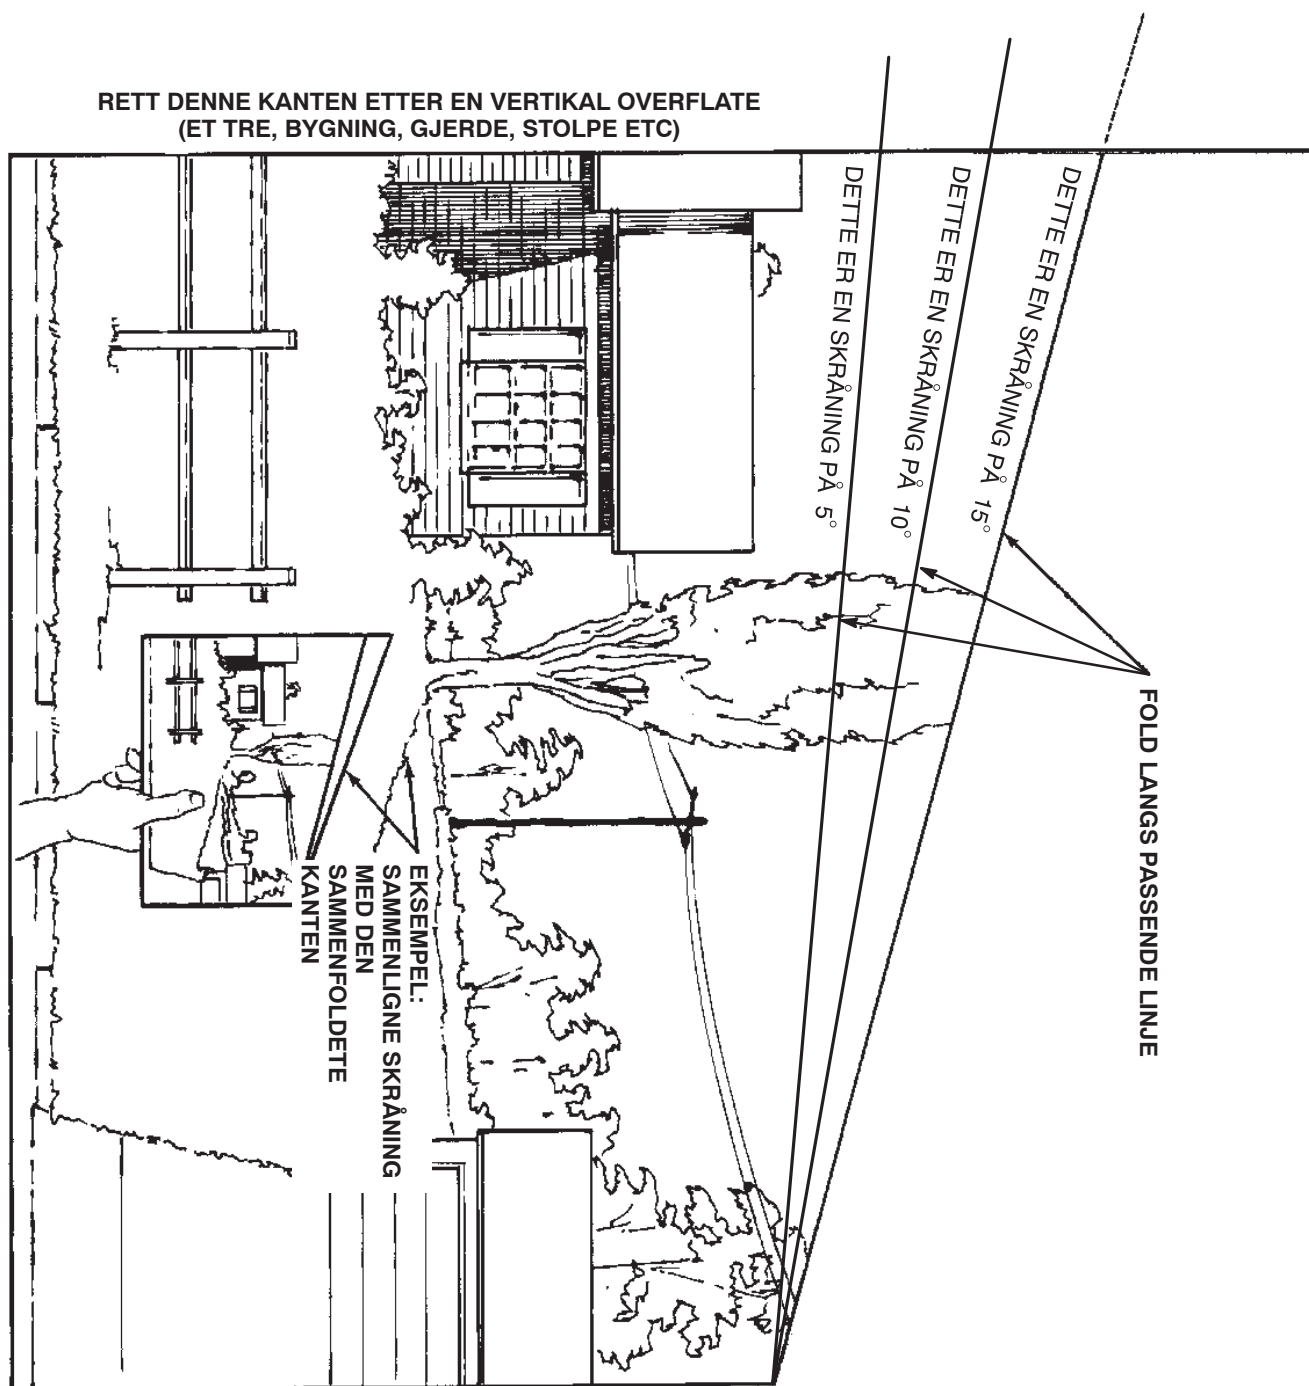 RETT DENNE KANTEN ETTER EN VERTIKAL OVERFLATE
(ET TRE, BYGNING, GJERDE, STOLPE ETC)
DETTE ER EN SKRÅNING PÅ 15°
DETTE ER EN SKRÅNING PÅ 10°
DETTE ER EN SKRÅNING PÅ 5°
FOLD LANGS PASSENDE LINJE
EKSEMPEL:
SAMMENLIGNE SKRÅNING
MED DEN
SAMMENFOLDETE
KANTEN